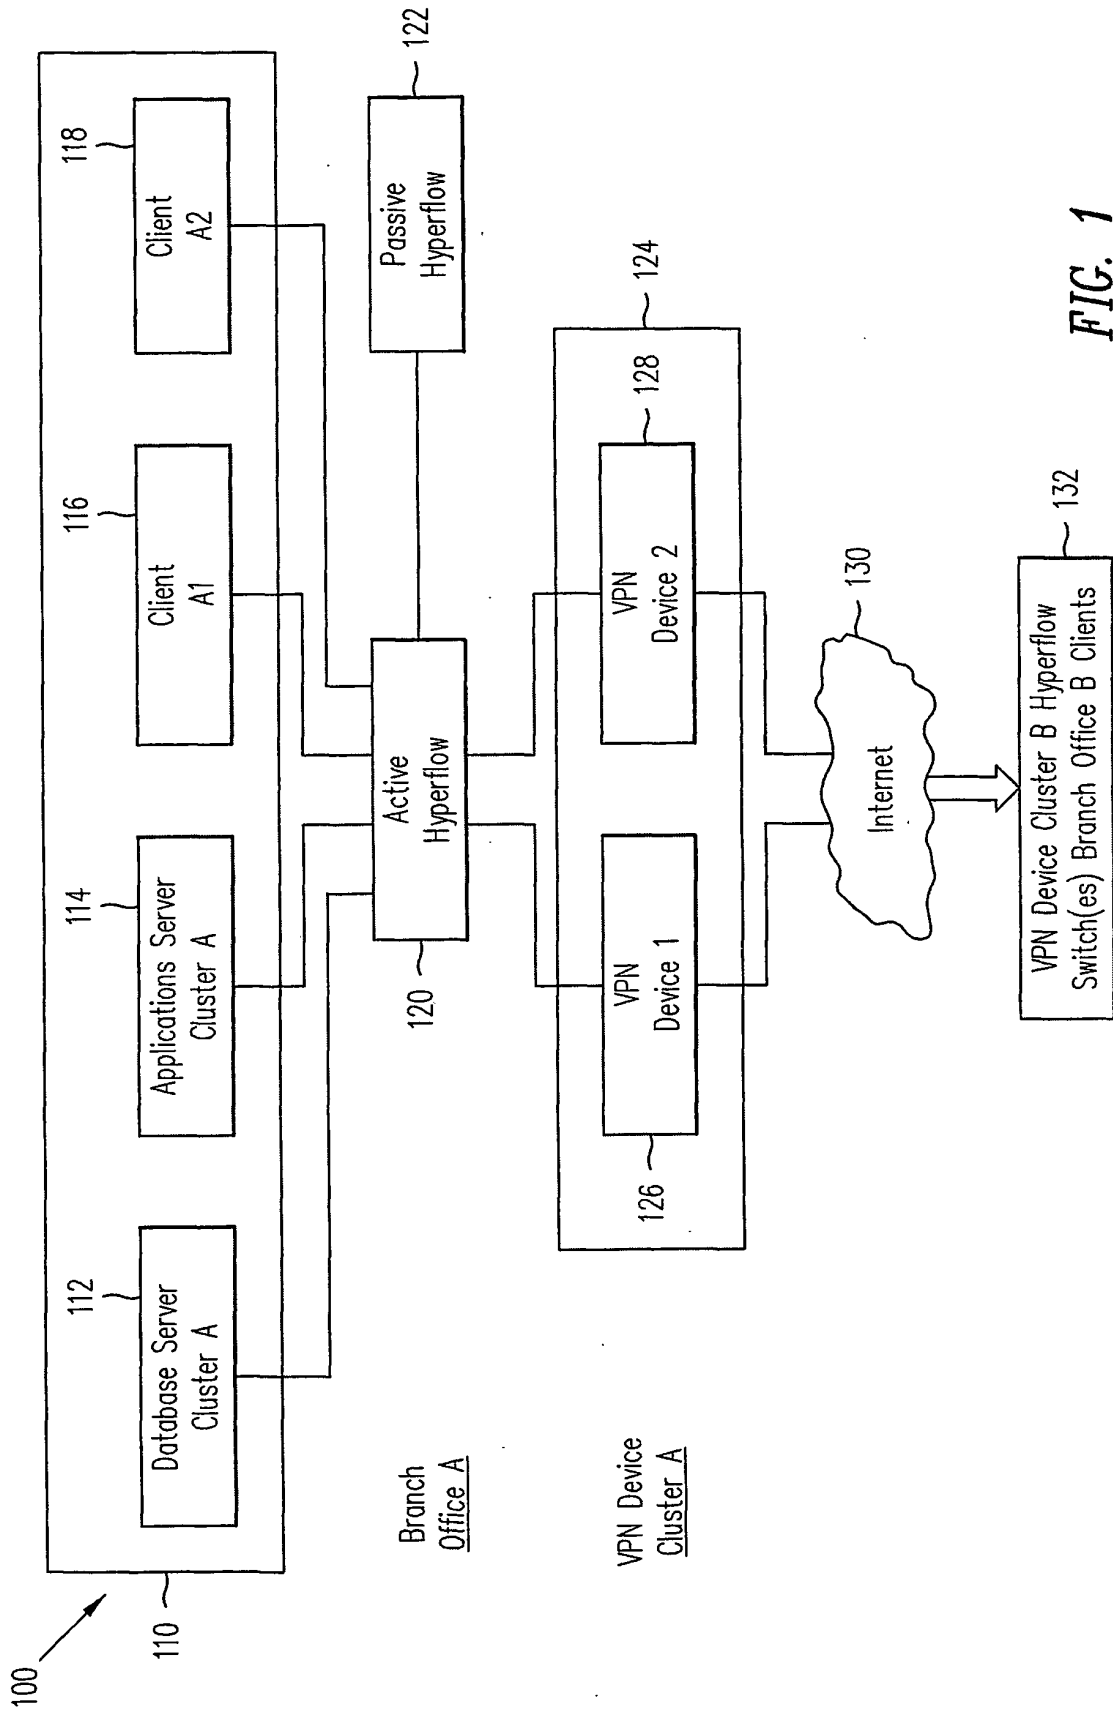 100
110
112
Database Server
Cluster A
114
Applications Server
Cluster A
116
Client
A1
118
Client
A2
Branch
Office A
120
Active
Hyperflow
122
Passive
Hyperflow
VPN Device
Cluster A
124
126
VPN
Device 1
128
VPN
Device 2
130
Internet
132
VPN Device Cluster B Hyperflow
Switch(es) Branch Office B Clients
FIG. 1